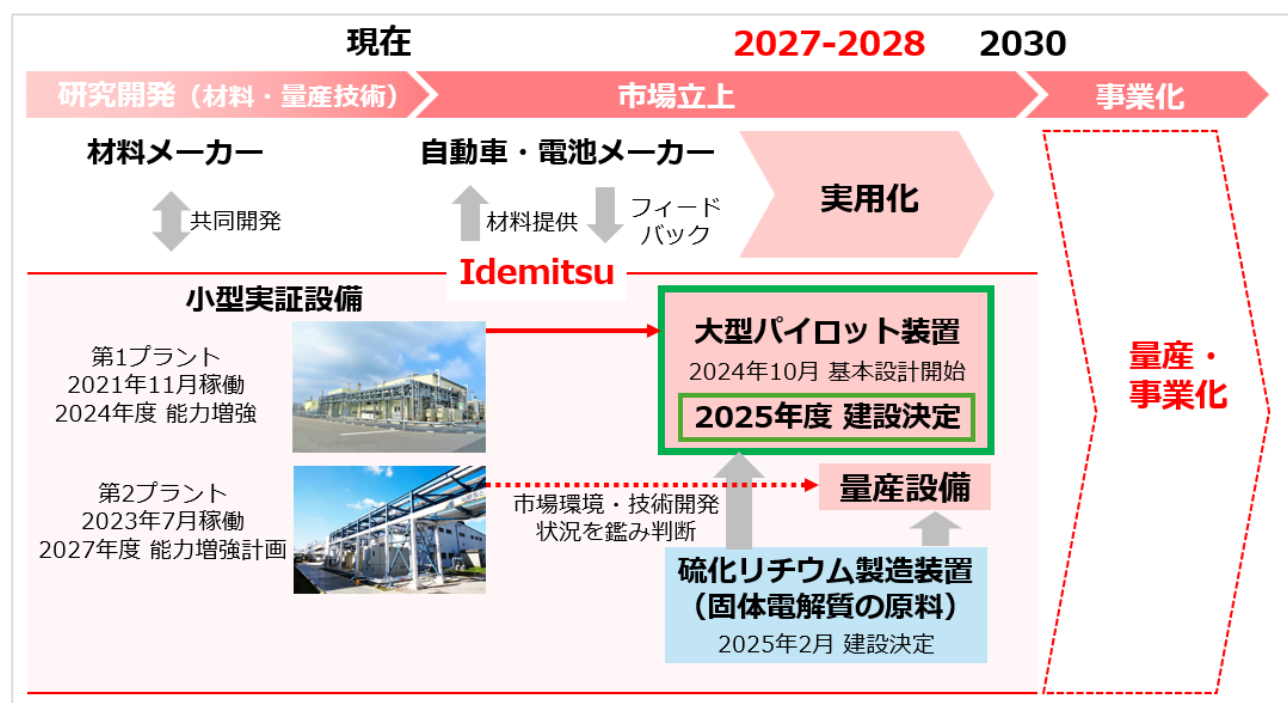 現在
2027-2028
2030
研究開発（材料・量産技術）
市場立上
事業化
材料メーカー
共同開発
自動車・電池メーカー
材料提供
フィード
バック
実用化
Idemitsu
小型実証設備
第1プラント
2021年11月稼働
2024年度 能力増強
第2プラント
2023年7月稼働
2027年度 能力増強計画
大型パイロット装置
2024年10月 基本設計開始
2025年度 建設決定
市場環境・技術開発
状況を鑑み判断
量産設備
硫化リチウム製造装置
（固体電解質の原料）
2025年2月 建設決定
量産・
事業化